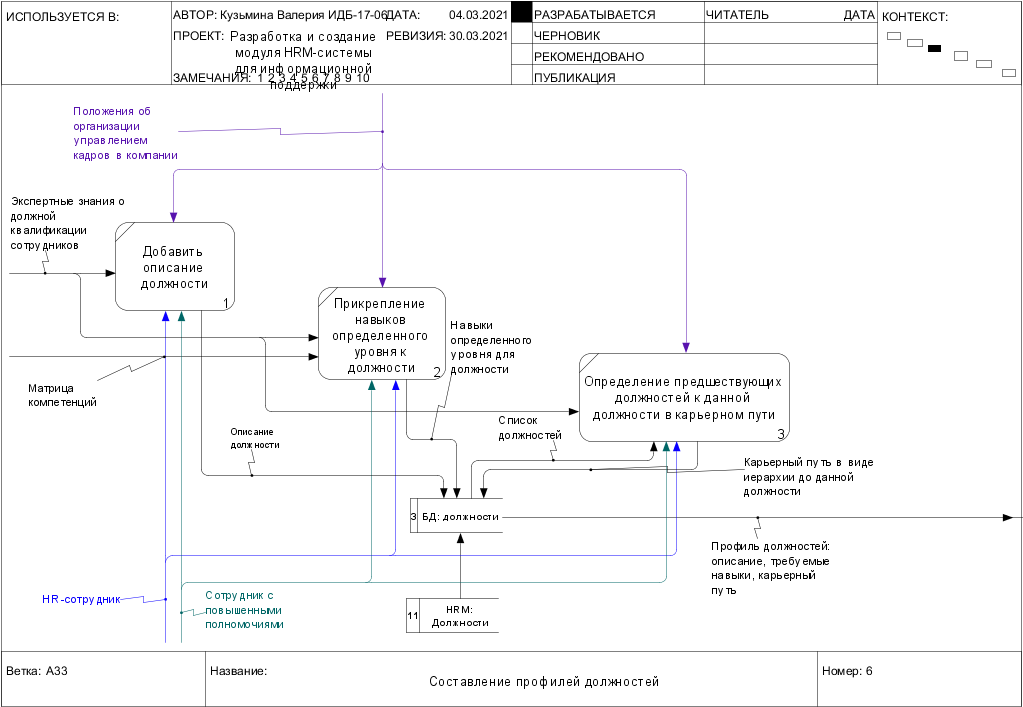 ИСПОЛЬЗУЕТСЯ В:
АВТОР: Кузьмина Валерия ИДБ-17-06
ДАТА: 04.03.2021
ПРОЕКТ: Разработка и создание
модуля HRM-системы
для информационной
поддержки
РЕВИЗИЯ: 30.03.2021
ЗАМЕЧАНИЯ: 1 2 3 4 5 6 7 8 9 10
РАЗРАБАТЫВАЕТСЯ
ЧЕРНОВИК
РЕКОМЕНДОВАНО
ПУБЛИКАЦИЯ
ЧИТАТЕЛЬ
ДАТА
КОНТЕКСТ:
Положения об
организации
управлением
кадров в компании
Экспертные знания о
должной
квалификации
сотрудников
Добавить
описание
должности
1
Прикрепление
навыков
определенного
уровня к
должности
2
Навыки
определенного
уровня для
должности
Определение предшествующих
должностей к данной
должности в карьерном пути
3
Матрица
компетенций
Описание
должности
Список
должностей
Карьерный путь в виде
иерархии до данной
должности
3 БД: должности
Профиль должностей:
описание, требуемые
навыки, карьерный
путь
HR-сотрудник
Сотрудник с
повышенными
полномочиями
11
HRM:
Должности
Ветка: A33
Название:
Составление профилей должностей
Номер: 6